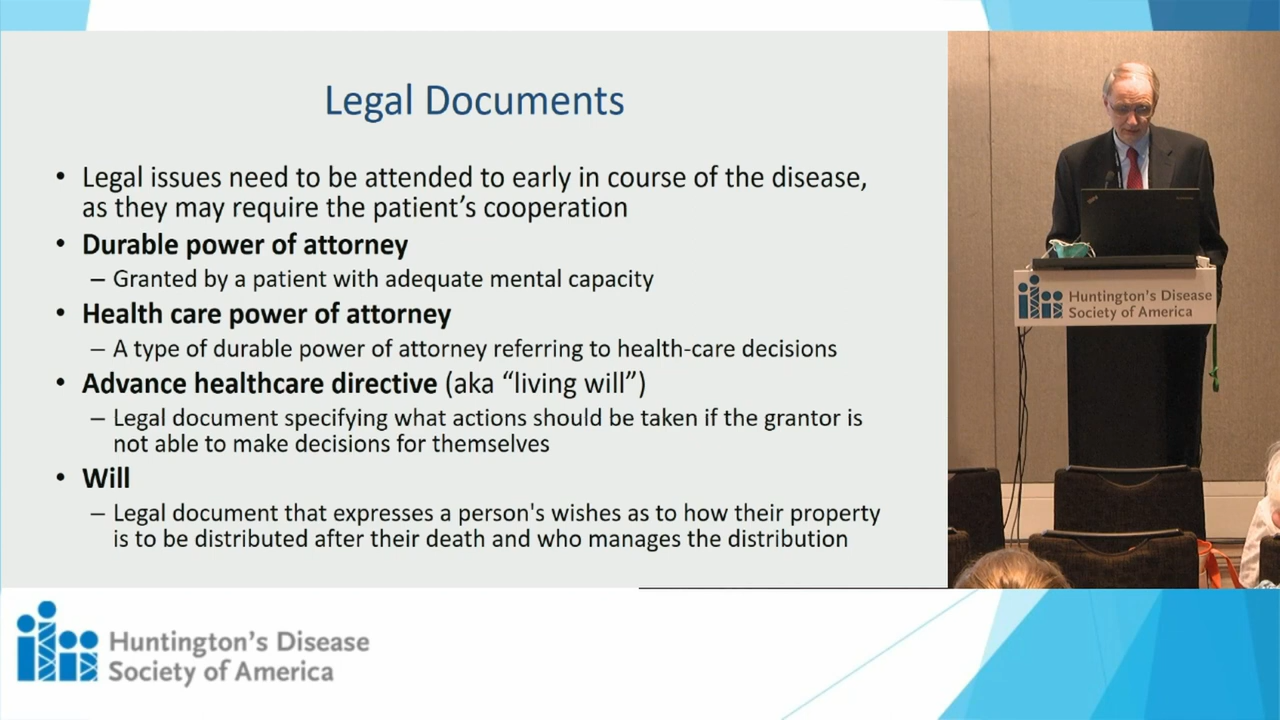 Legal Documents
• Legal issues need to be attended to early in course of the disease,
as they may require the patient's cooperation
• Durable power of attorney
– Granted by a patient with adequate mental capacity
• Health care power of attorney
– A type of durable power of attorney referring to health-care decisions
• Advance healthcare directive (aka “living will”)
– Legal document specifying what actions should be taken if the grantor is
not able to make decisions for themselves
• Will
– Legal document that expresses a person's wishes as to how their property
is to be distributed after their death and who manages the distribution
Huntington's Disease
Society of America
Huntington's Disease
Society of America